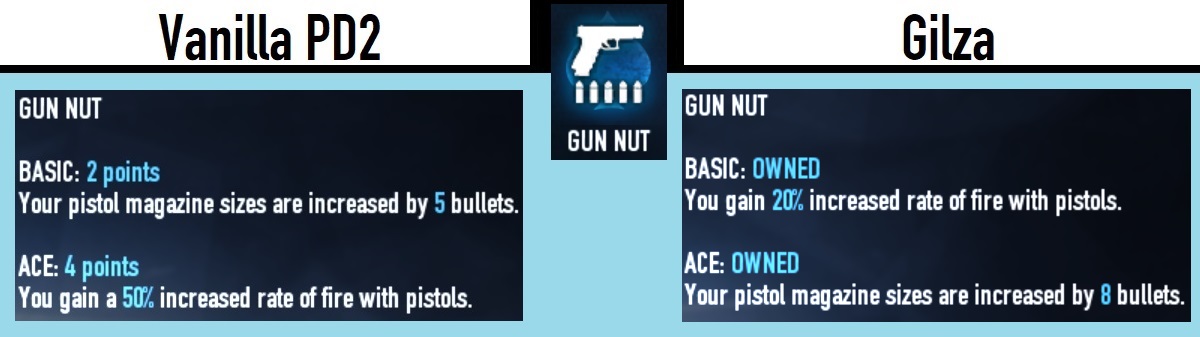 Vanilla PD2
GUN NUT
BASIC: 2 points
Your pistol magazine sizes are increased by 5 bullets.
ACE: 4 points
You gain a 50% increased rate of fire with pistols.
GUN NUT
Gilza
GUN NUT
BASIC: OWNED
You gain 20% increased rate of fire with pistols.
ACE: OWNED
Your pistol magazine sizes are increased by 8 bullets.